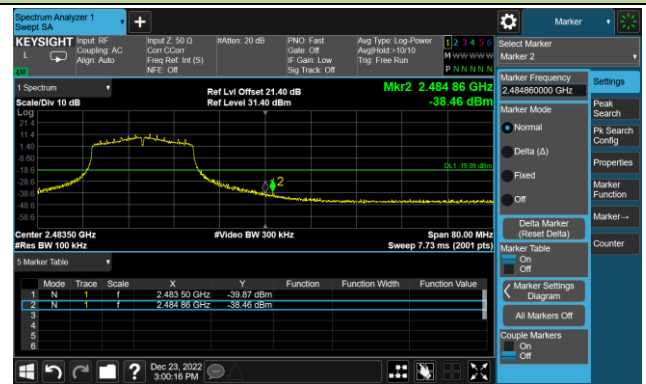 Spectrum Analyzer 1
Swept SA
Marker
KEYSIGHT Input: RF Input Z: 50 Ω #Atten: 20 dB PNO: Fast Avg Type: Log-Power 1 2 3 4 5 6
L Coupling: AC Corr CCorr Gate: Off Avg|Hold:>10/10 M W W W W W
Align: Auto Freq Ref: Int (S) IF Gain: Low Trig: Free Run
NFE: Off Sig Track: Off P N N N N N
Select Marker
Marker 2
1 Spectrum
Scale/Div 10 dB
Ref Lvl Offset 21.40 dB
Ref Level 31.40 dBm
Mkr2 2.484 86 GHz
-38.46 dBm
Log
21.4
11.4
1.40
-8.60
-18.6
-28.6
-38.6
-48.6
-58.6
DL1 -19.09 dBm
2
Center 2.48350 GHz #Video BW 300 kHz Span 80.00 MHz
#Res BW 100 kHz Sweep 7.73 ms (2001 pts)
5 Marker Table
Mode Trace Scale X Y Function Function Width Function Value
1 N 1 f 2.483 50 GHz -39.87 dBm
2 N 1 f 2.484 86 GHz -38.46 dBm
3
4
5
6
Dec 23, 2022
3:00:16 PM
Marker Frequency
2.484860000 GHz
Marker Mode
Normal
Delta (Δ)
Fixed
Off
Delta Marker
(Reset Delta)
Marker Table
On
Off
Marker Settings
Diagram
All Markers Off
Couple Markers
On
Off
Settings
Peak
Search
Pk Search
Config
Properties
Marker
Function
Marker→
Counter